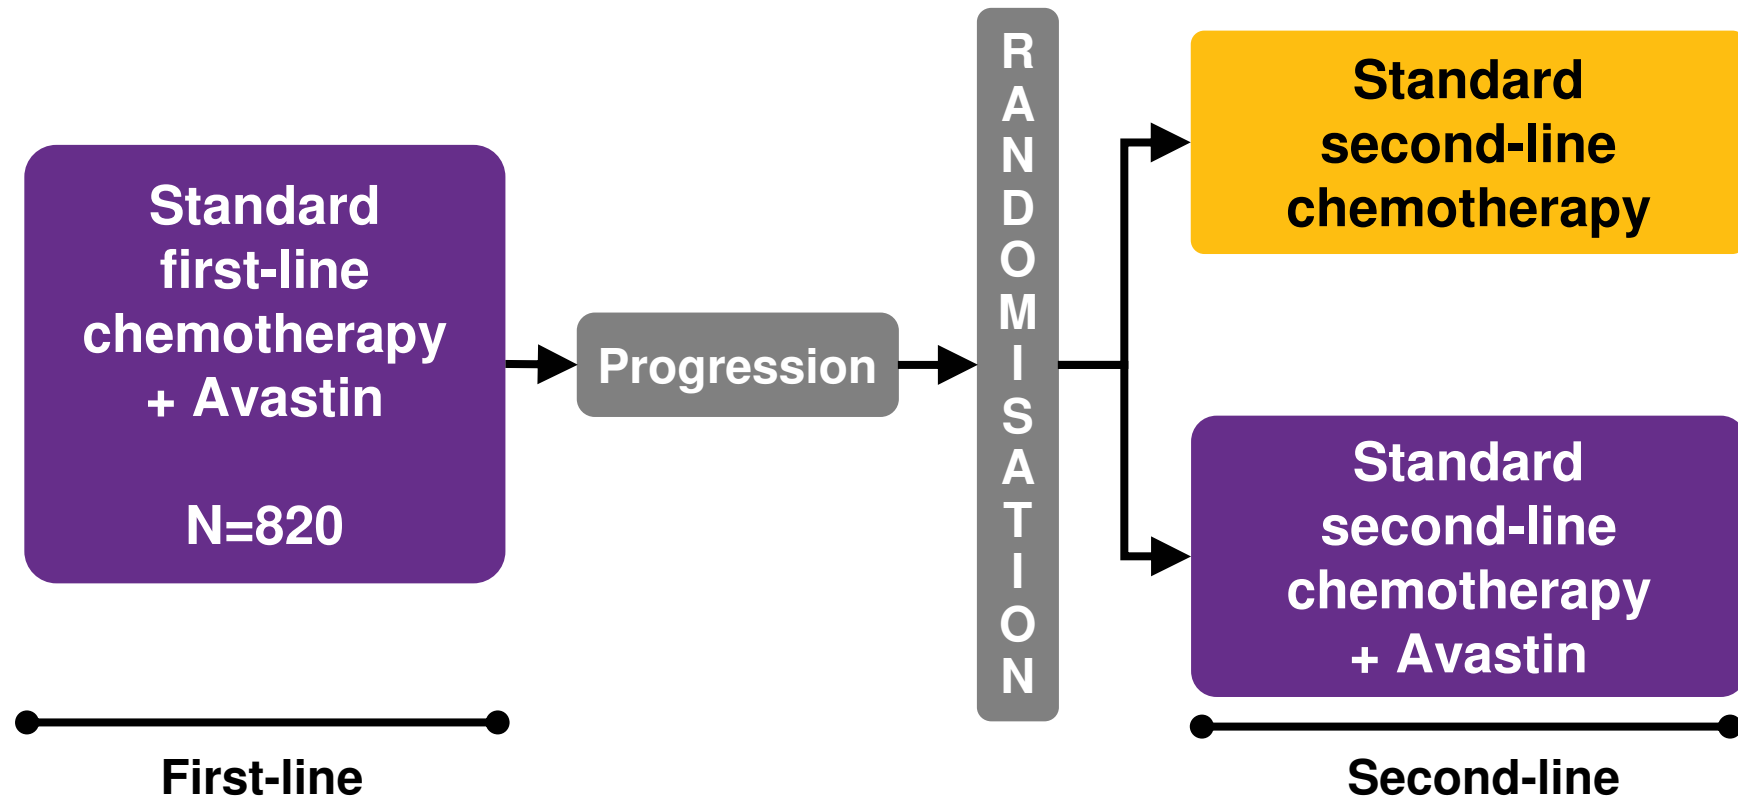 Standard
first-line
chemotherapy
+ Avastin
N=820
First-line
Progression
RANDOMISATION
Standard
second-line
chemotherapy
Standard
second-line
chemotherapy
+ Avastin
Second-line